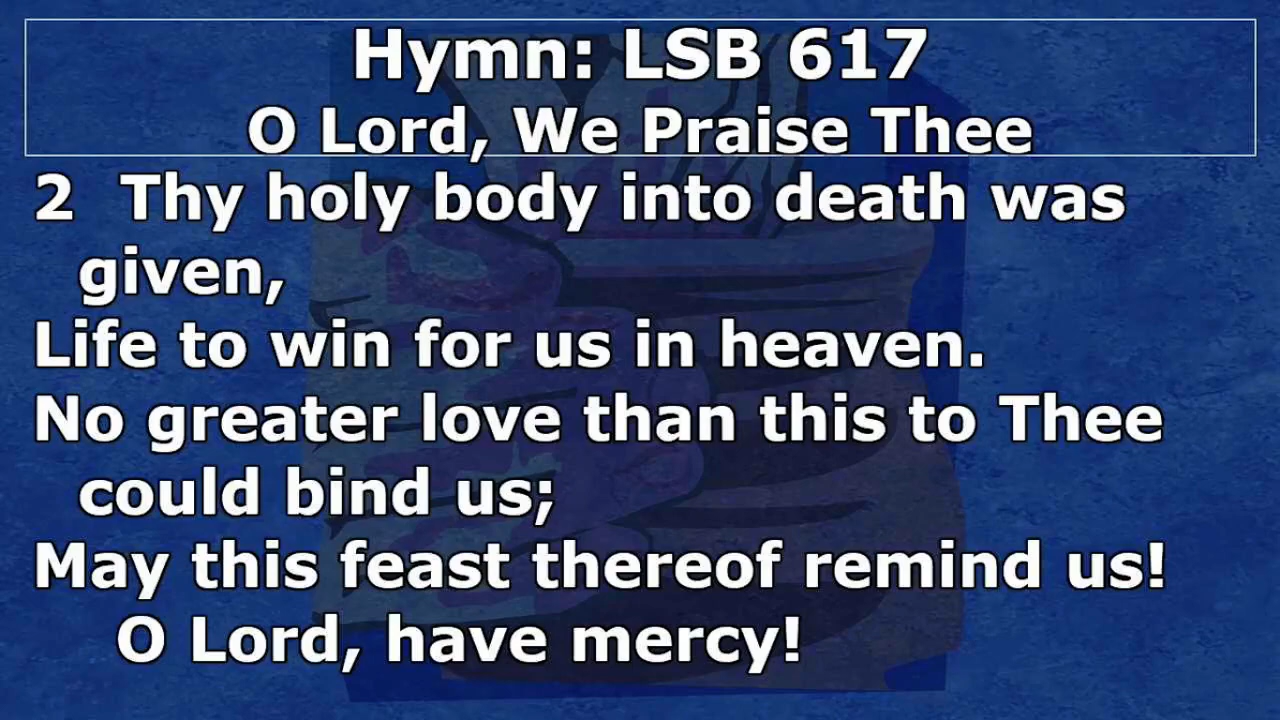 Hymn: LSB 617
O Lord, We Praise Thee
2 Thy holy body into death was
given,
Life to win for us in heaven.
No greater love than this to Thee
could bind us;
May this feast thereof remind us!
O Lord, have mercy!